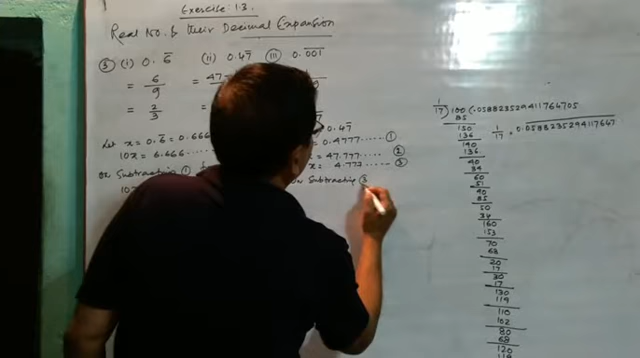 Exercise: 1.3.
Real No. & their Decimal Expansion
③ (i) 0.6̅ (ii) 0.47̅ (iii) 0.0̅0̅1̅
= 6/9 = 47
= 2/3 =
Let x = 0.6̅ = 0.666
10x = 6.666......
On Subtracting ①
10x
0.47̅
= 0.4777...... ①
= 47.777..... ②
x = 4.777...... ③
On Subtracting ③
1/17) 100 (.058823529411764705
85
150
136
140
136
40
34
60
51
90
85
50
34
160
153
70
68
20
17
30
17
130
119
110
102
80
68
120
1/17 = 0.0588235294117647